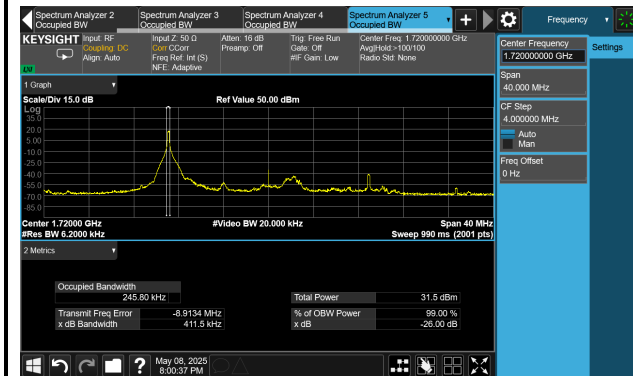 Spectrum Analyzer 2
Occupied BW
Spectrum Analyzer 3
Occupied BW
Spectrum Analyzer 4
Occupied BW
Spectrum Analyzer 5
Occupied BW
+
Frequency
KEYSIGHT
Input: RF
Coupling: DC
Align: Auto
Input Z: 50 Ω
Corr CCorr
Freq Ref: Int (S)
NFE: Adaptive
Atten: 16 dB
Preamp: Off
Trig: Free Run
Gate: Off
#IF Gain: Low
Center Freq: 1.720000000 GHz
Avg|Hold:>100/100
Radio Std: None
LXI
Center Frequency
1.720000000 GHz
Settings
Span
40.000 MHz
CF Step
4.000000 MHz
Auto
Man
Freq Offset
0 Hz
1 Graph
Scale/Div 15.0 dB
Ref Value 50.00 dBm
Log
35.0
20.0
5.00
-10.0
-25.0
-40.0
-55.0
-70.0
-85.0
Center 1.72000 GHz
#Video BW 20.000 kHz
Span 40 MHz
#Res BW 6.2000 kHz
Sweep 990 ms (2001 pts)
2 Metrics
Occupied Bandwidth
245.80 kHz
Total Power
31.5 dBm
Transmit Freq Error
-8.9134 MHz
% of OBW Power
99.00 %
x dB Bandwidth
411.5 kHz
x dB
-26.00 dB
?
May 08, 2025
8:00:37 PM